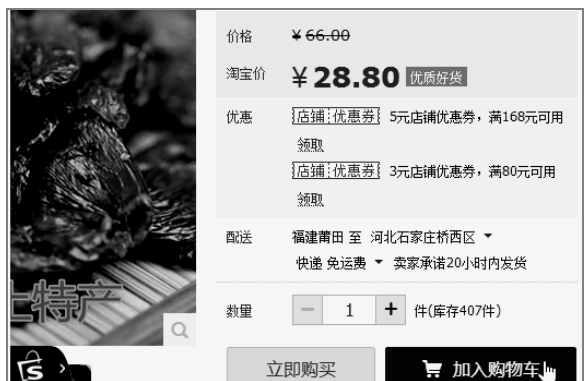 价格 ¥ 66.00
淘宝价 ¥ 28.80 优质好货
优惠 店铺优惠券 5元店铺优惠券，满168元可用
领取
店铺优惠券 3元店铺优惠券，满80元可用
领取
配送 福建莆田 至 河北石家庄桥西区
快递 免运费 卖家承诺20小时内发货
土特产
数量 − 1 + 件(库存407件)
立即购买 加入购物车